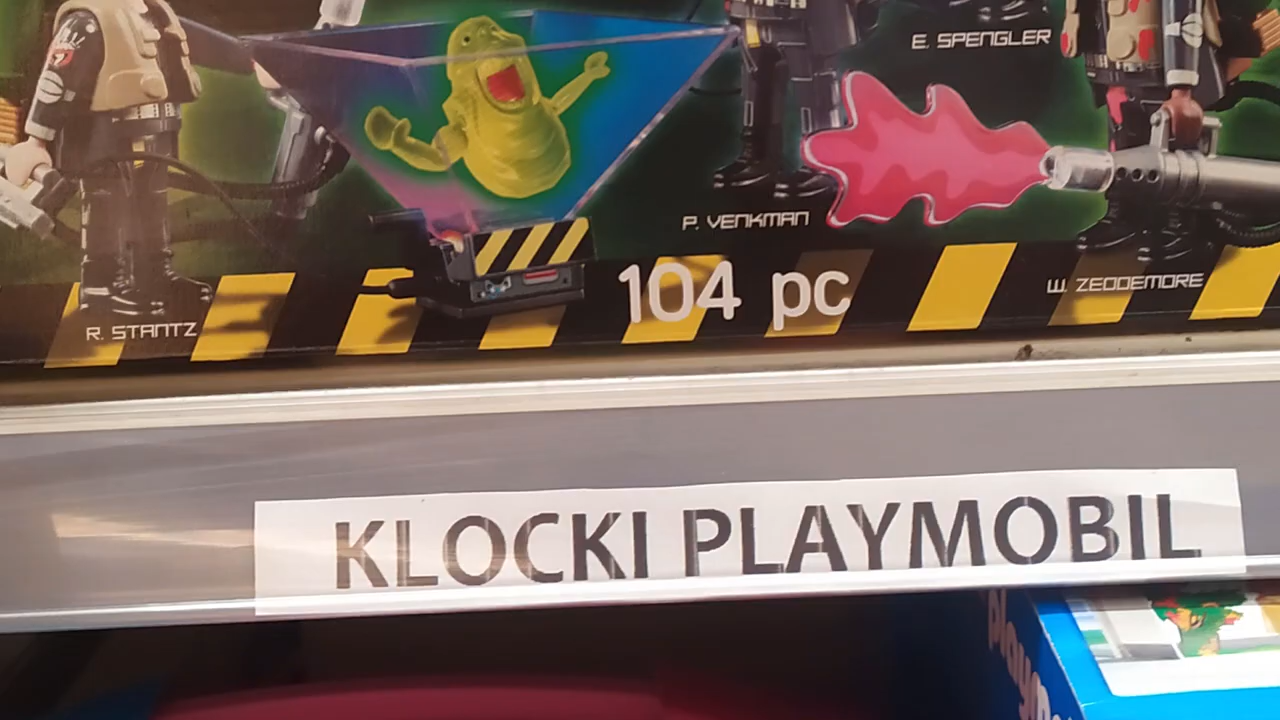 E. SPENGLER
P. VENKMAN
104 pc
W. ZEDDEMORE
R. STANTZ
KLOCKI PLAYMOBIL